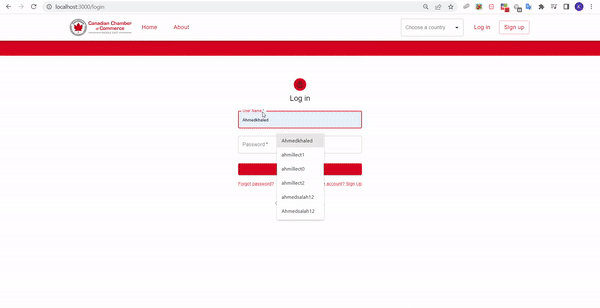 localhost:3000/login
Canadian Chamber
of Commerce
Home
About
Choose a country
Log in
Sign up
Log in
User Name *
Ahmedkhaled
Password *
Ahmedkhaled
ahmillect1
ahmillect0
ahmillect2
ahmedsalah12
Ahmedsalah12
Forgot password?
account? Sign Up